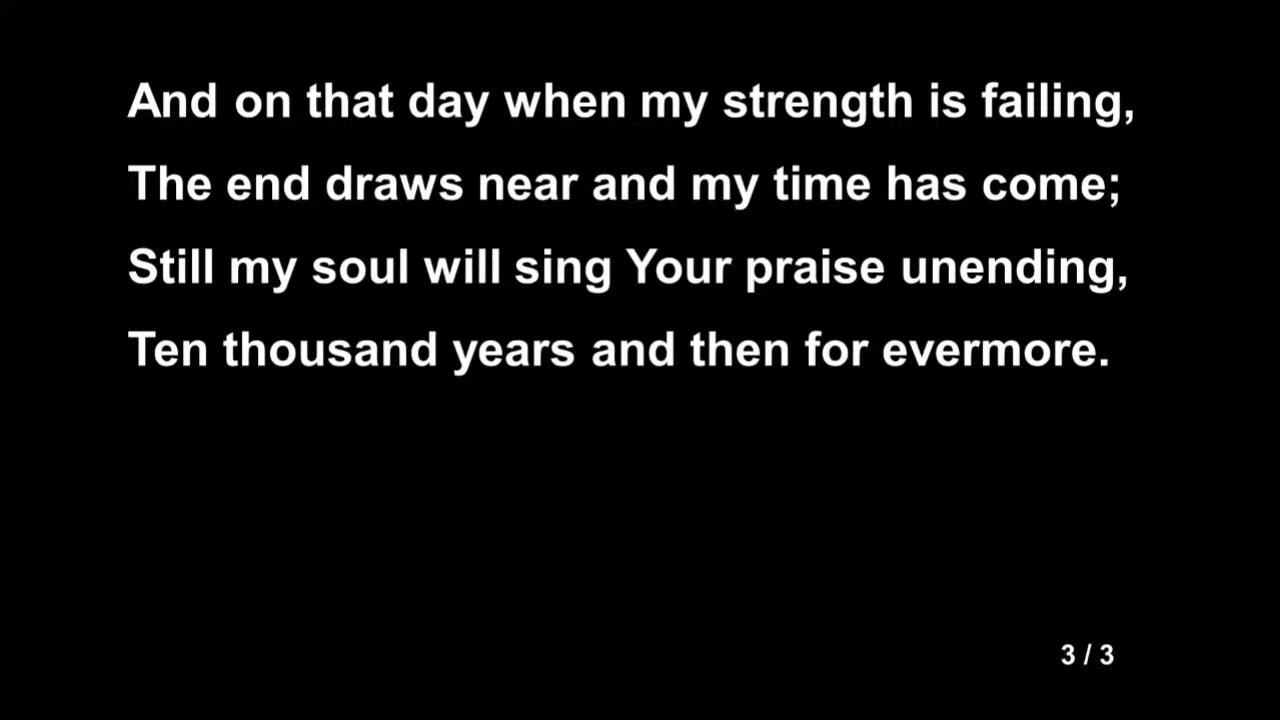 And on that day when my strength is failing,
The end draws near and my time has come;
Still my soul will sing Your praise unending,
Ten thousand years and then for evermore.
3 / 3